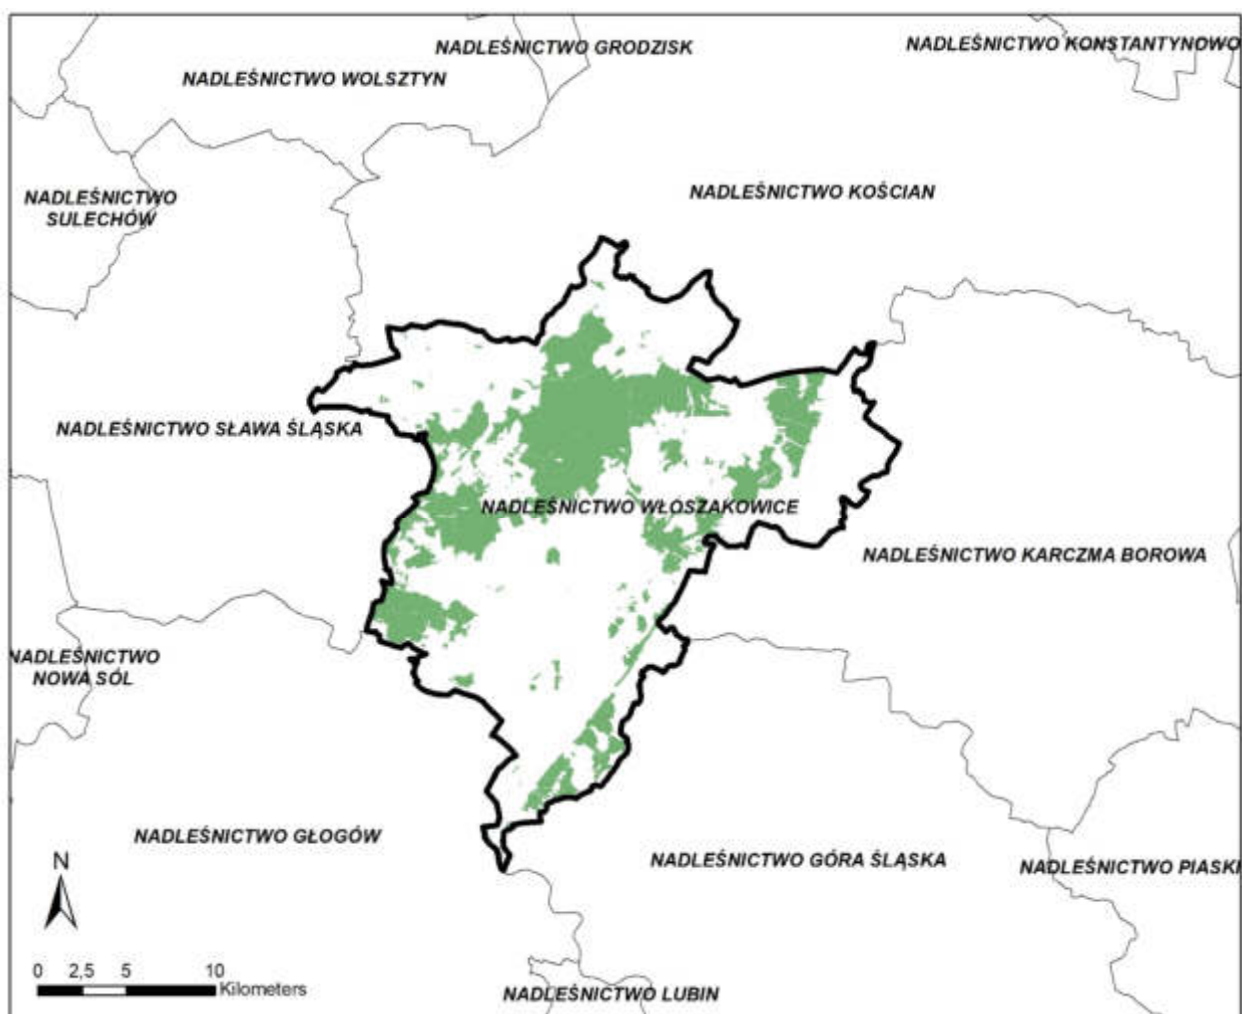 NADLEŚNICTWO GRODZISK
NADLEŚNICTWO KONSTANTYNOWO
NADLEŚNICTWO WOLSZTYN
NADLEŚNICTWO
SULECHÓW
NADLEŚNICTWO KOŚCIAN
NADLEŚNICTWO SŁAWA ŚLĄSKA
NADLEŚNICTWO WŁOSZAKOWICE
NADLEŚNICTWO KARCZMA BOROWA
NADLEŚNICTWO
NOWA SÓL
NADLEŚNICTWO GŁOGÓW
NADLEŚNICTWO GÓRA ŚLĄSKA
NADLEŚNICTWO PIASKI
N
0 2,5 5 10
Kilometers
NADLEŚNICTWO LUBIN